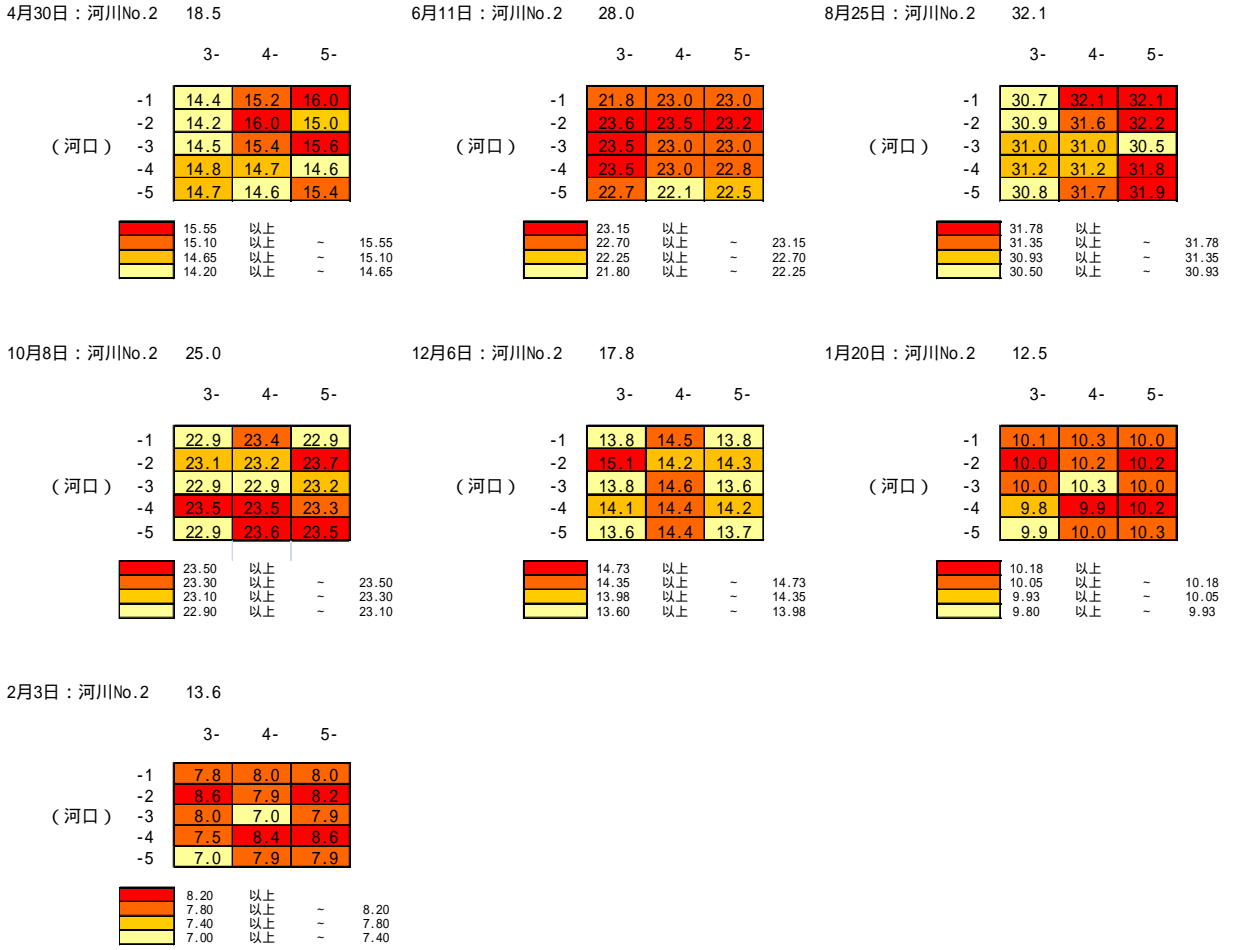 4月30日：河川No.2 18.5 6月11日：河川No.2 28.0 8月25日：河川No.2 32.1
3- 4- 5- 3- 4- 5- 3- 4- 5-
-1 14.4 15.2 16.0 -1 21.8 23.0 23.0 -1 30.7 32.1 32.1
-2 14.2 16.0 15.0 -2 23.6 23.5 23.2 -2 30.9 31.6 32.2
（河口） -3 14.5 15.4 15.6 （河口） -3 23.5 23.0 23.0 （河口） -3 31.0 31.0 30.5
-4 14.8 14.7 14.6 -4 23.5 23.0 22.8 -4 31.2 31.2 31.8
-5 14.7 14.6 15.4 -5 22.7 22.1 22.5 -5 30.8 31.7 31.9
15.55 以上 23.15 以上 31.78 以上
15.10 以上 ~ 15.55 22.70 以上 ~ 23.15 31.35 以上 ~ 31.78
14.65 以上 ~ 15.10 22.25 以上 ~ 22.70 30.93 以上 ~ 31.35
14.20 以上 ~ 14.65 21.80 以上 ~ 22.25 30.50 以上 ~ 30.93
10月8日：河川No.2 25.0 12月6日：河川No.2 17.8 1月20日：河川No.2 12.5
3- 4- 5- 3- 4- 5- 3- 4- 5-
-1 22.9 23.4 22.9 -1 13.8 14.5 13.8 -1 10.1 10.3 10.0
-2 23.1 23.2 23.7 -2 15.1 14.2 14.3 -2 10.0 10.2 10.2
（河口） -3 22.9 22.9 23.2 （河口） -3 13.8 14.6 13.6 （河口） -3 10.0 10.3 10.0
-4 23.5 23.5 23.3 -4 14.1 14.4 14.2 -4 9.8 9.9 10.2
-5 22.9 23.6 23.5 -5 13.6 14.4 13.7 -5 9.9 10.0 10.3
23.50 以上 14.73 以上 10.18 以上
23.30 以上 ~ 23.50 14.35 以上 ~ 14.73 10.05 以上 ~ 10.18
23.10 以上 ~ 23.30 13.98 以上 ~ 14.35 9.93 以上 ~ 10.05
22.90 以上 ~ 23.10 13.60 以上 ~ 13.98 9.80 以上 ~ 9.93
2月3日：河川No.2 13.6
3- 4- 5-
-1 7.8 8.0 8.0
-2 8.6 7.9 8.2
（河口） -3 8.0 7.0 7.9
-4 7.5 8.4 8.6
-5 7.0 7.9 7.9
8.20 以上
7.80 以上 ~ 8.20
7.40 以上 ~ 7.80
7.00 以上 ~ 7.40